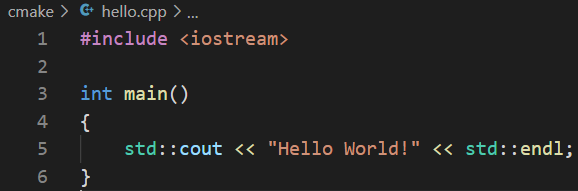 cmake > hello.cpp > ...
1 #include <iostream>
2
3 int main()
4 {
5     std::cout << "Hello World!" << std::endl;
6 }